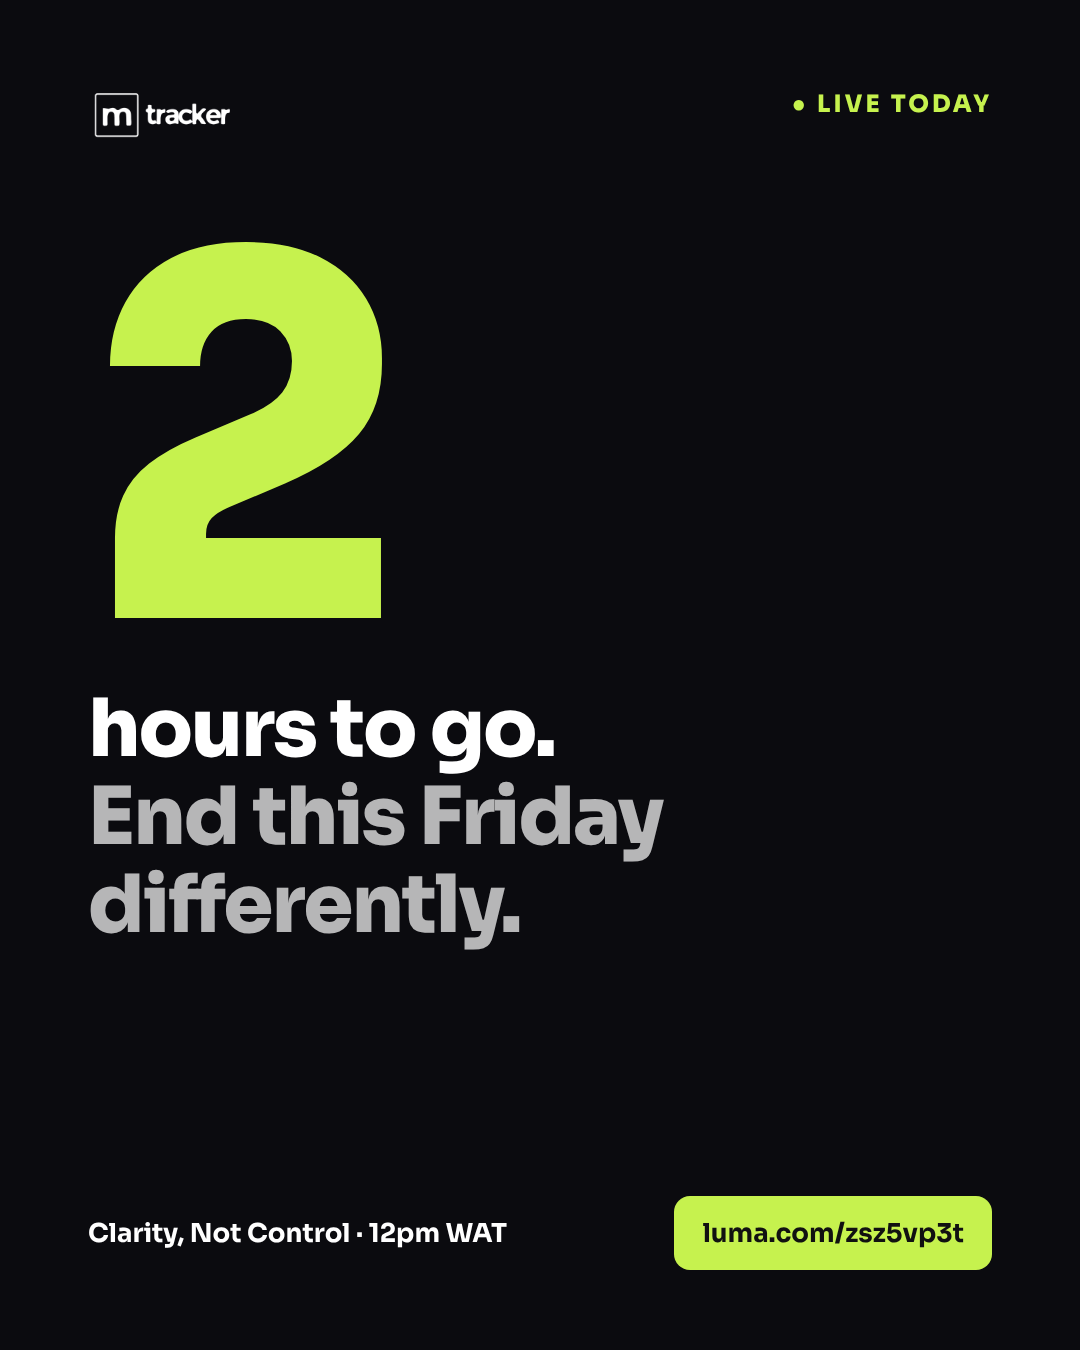 m tracker
• LIVE TODAY
2
hours to go.
End this Friday
differently.
Clarity, Not Control · 12pm WAT
luma.com/zsz5vp3t